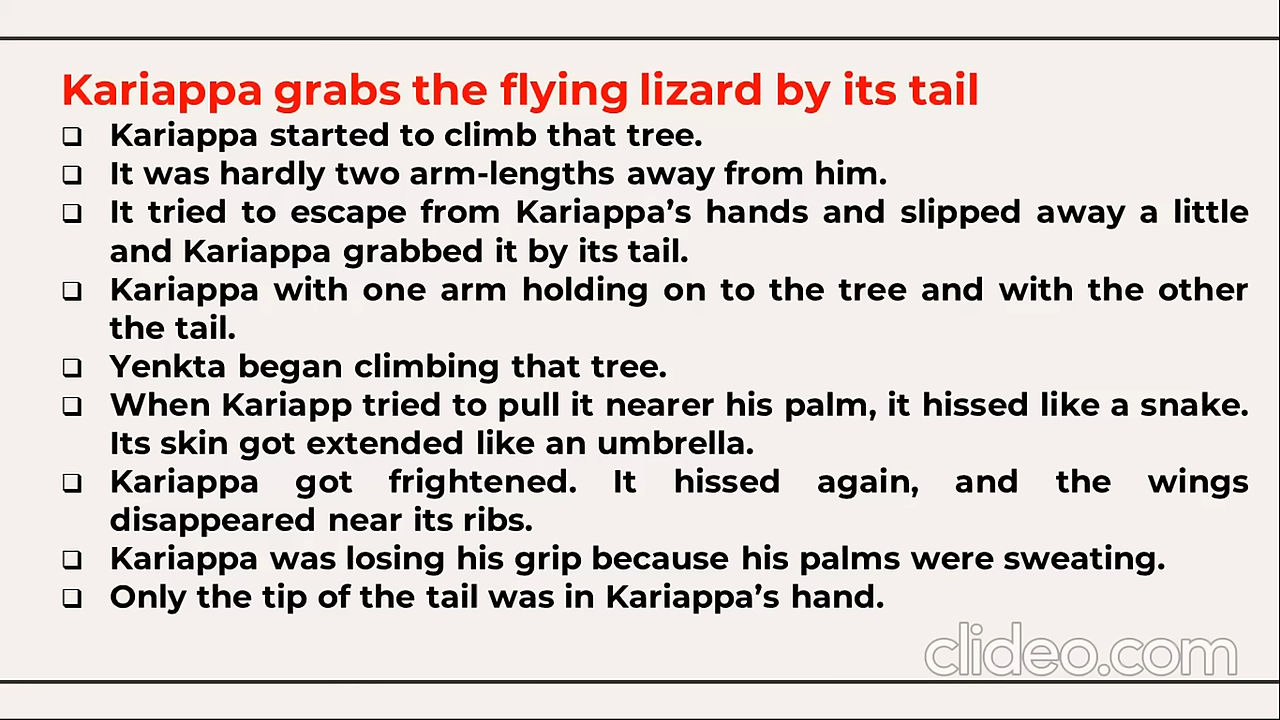 Kariappa grabs the flying lizard by its tail
❑ Kariappa started to climb that tree.
❑ It was hardly two arm-lengths away from him.
❑ It tried to escape from Kariappa’s hands and slipped away a little
and Kariappa grabbed it by its tail.
❑ Kariappa with one arm holding on to the tree and with the other
the tail.
❑ Yenkta began climbing that tree.
❑ When Kariapp tried to pull it nearer his palm, it hissed like a snake.
Its skin got extended like an umbrella.
❑ Kariappa got frightened. It hissed again, and the wings
disappeared near its ribs.
❑ Kariappa was losing his grip because his palms were sweating.
❑ Only the tip of the tail was in Kariappa’s hand.
clideo.com